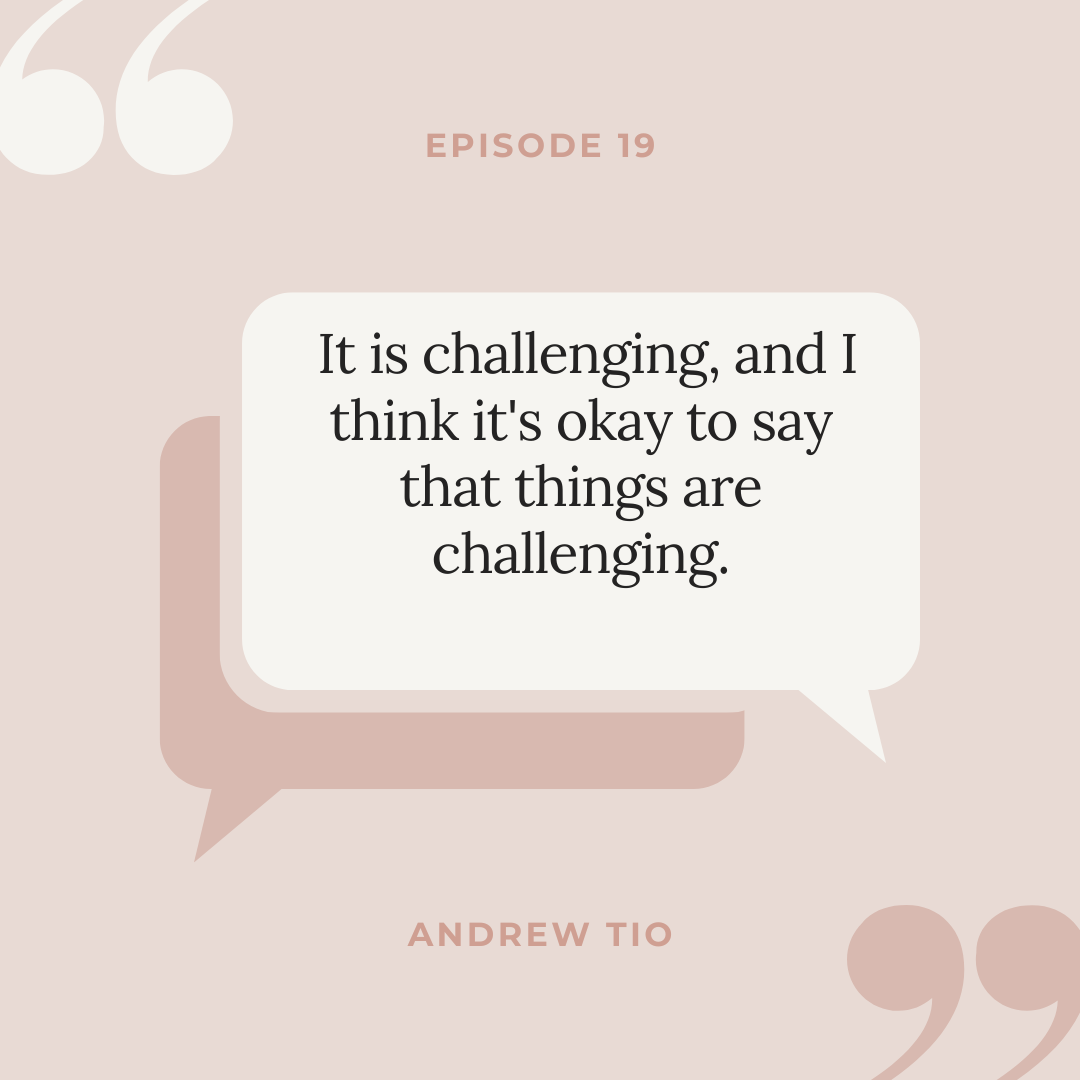 EPISODE 19
It is challenging, and I
think it's okay to say
that things are
challenging.
ANDREW TIO